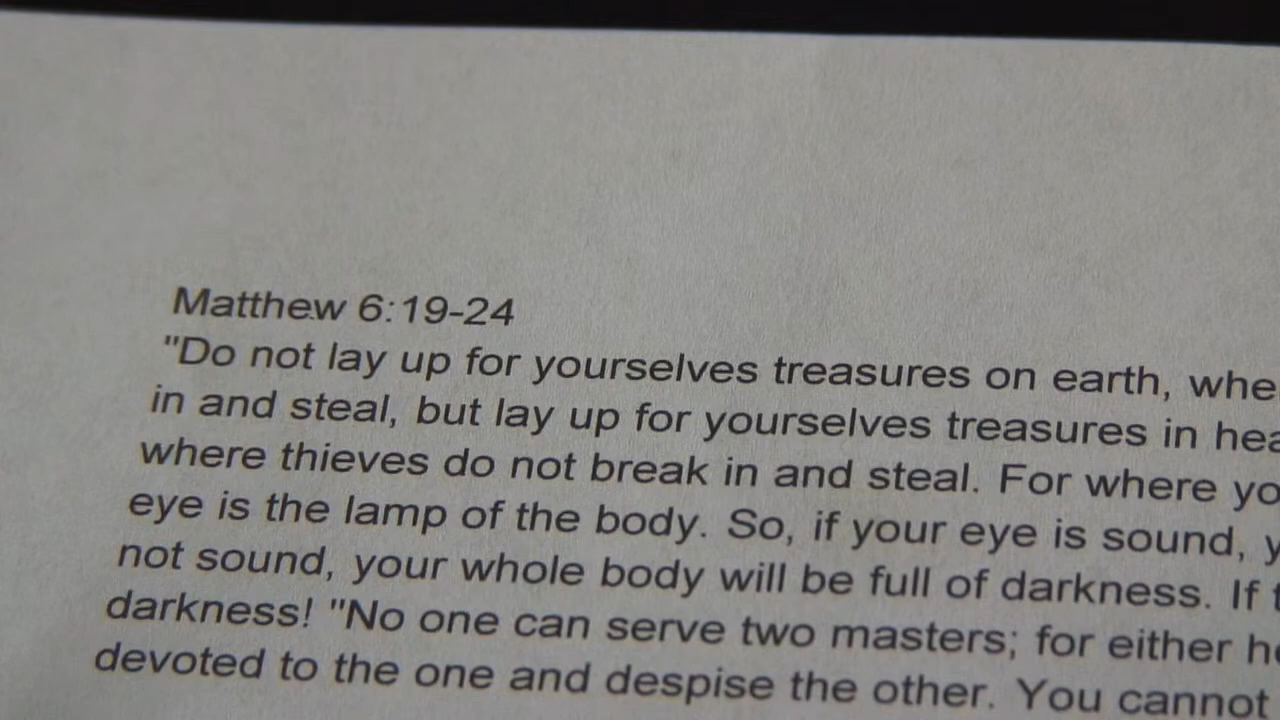 Matthew 6:19-24
"Do not lay up for yourselves treasures on earth, whe
in and steal, but lay up for yourselves treasures in hea
where thieves do not break in and steal. For where yo
eye is the lamp of the body. So, if your eye is sound, y
not sound, your whole body will be full of darkness. If t
darkness! "No one can serve two masters; for either he
devoted to the one and despise the other. You cannot